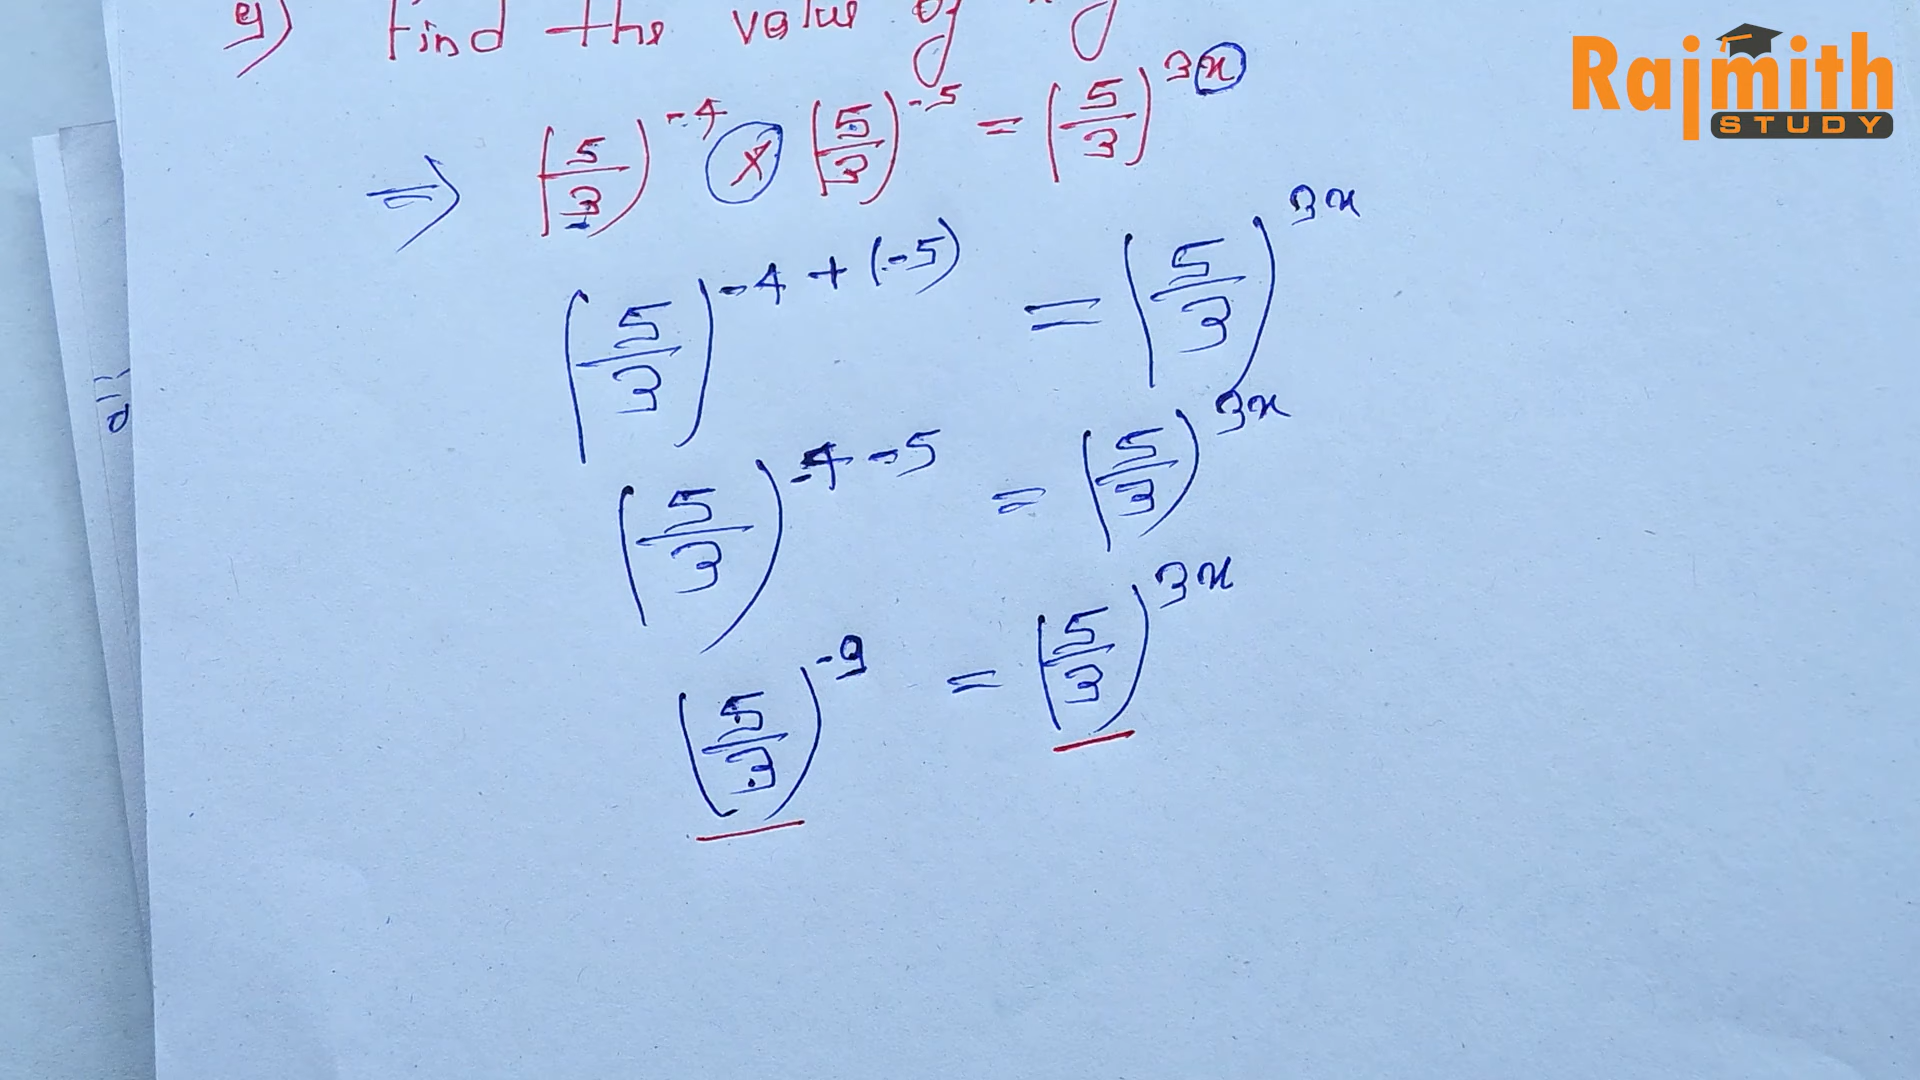 Rajmith
STUDY
y) Find the value of
⇒ (5/3)^-4 × (5/3)^-5 = (5/3)^3x
(5/3)^-4+(-5) = (5/3)^3x
(5/3)^-4-5 = (5/3)^3x
(5/3)^-9 = (5/3)^3x